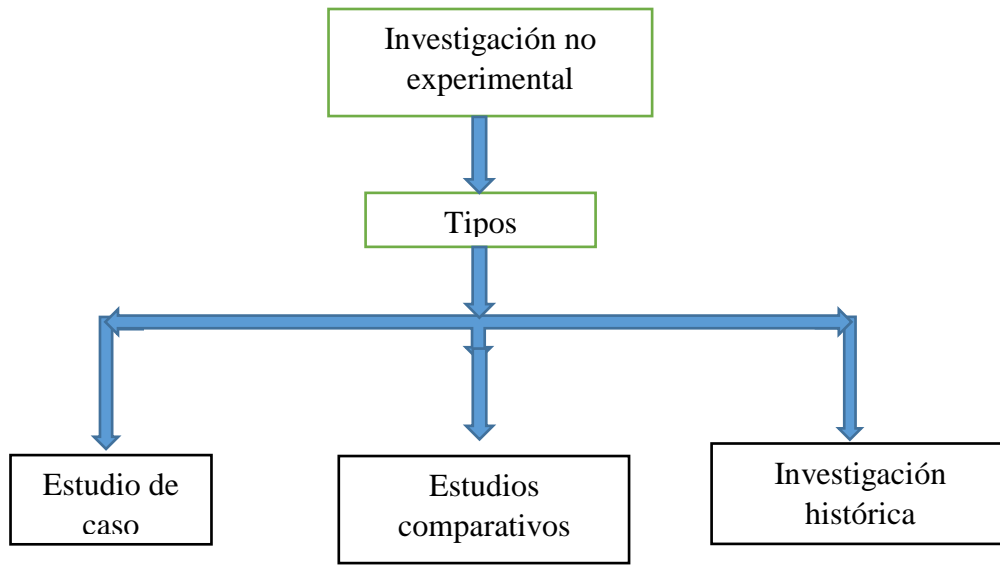 Investigación no
experimental
Tipos
Estudio de
caso
Estudios
comparativos
Investigación
histórica